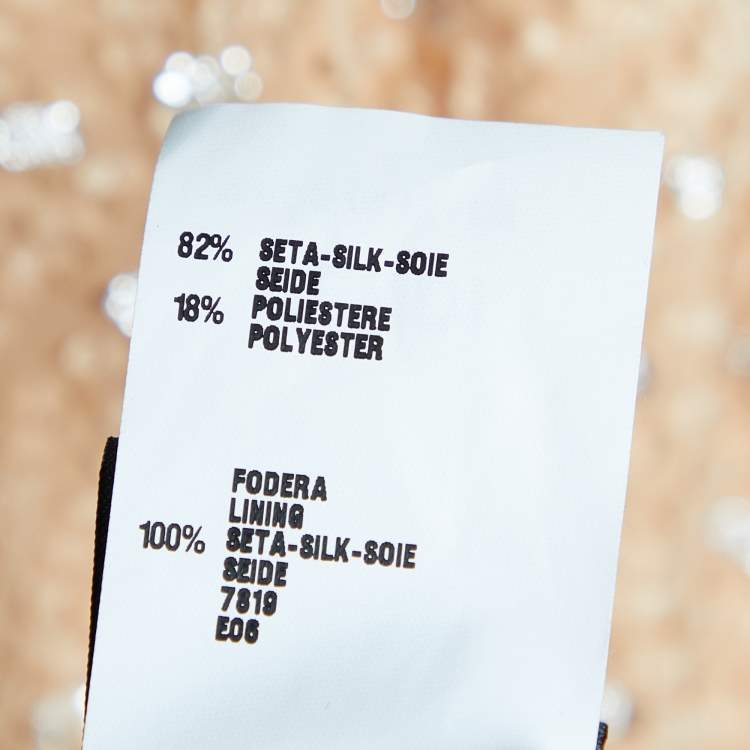 82% SETA-SILK-SOIE
SEIDE
18% POLIESTERE
POLYESTER
FODERA
LINING
100% SETA-SILK-SOIE
SEIDE
7819
E06